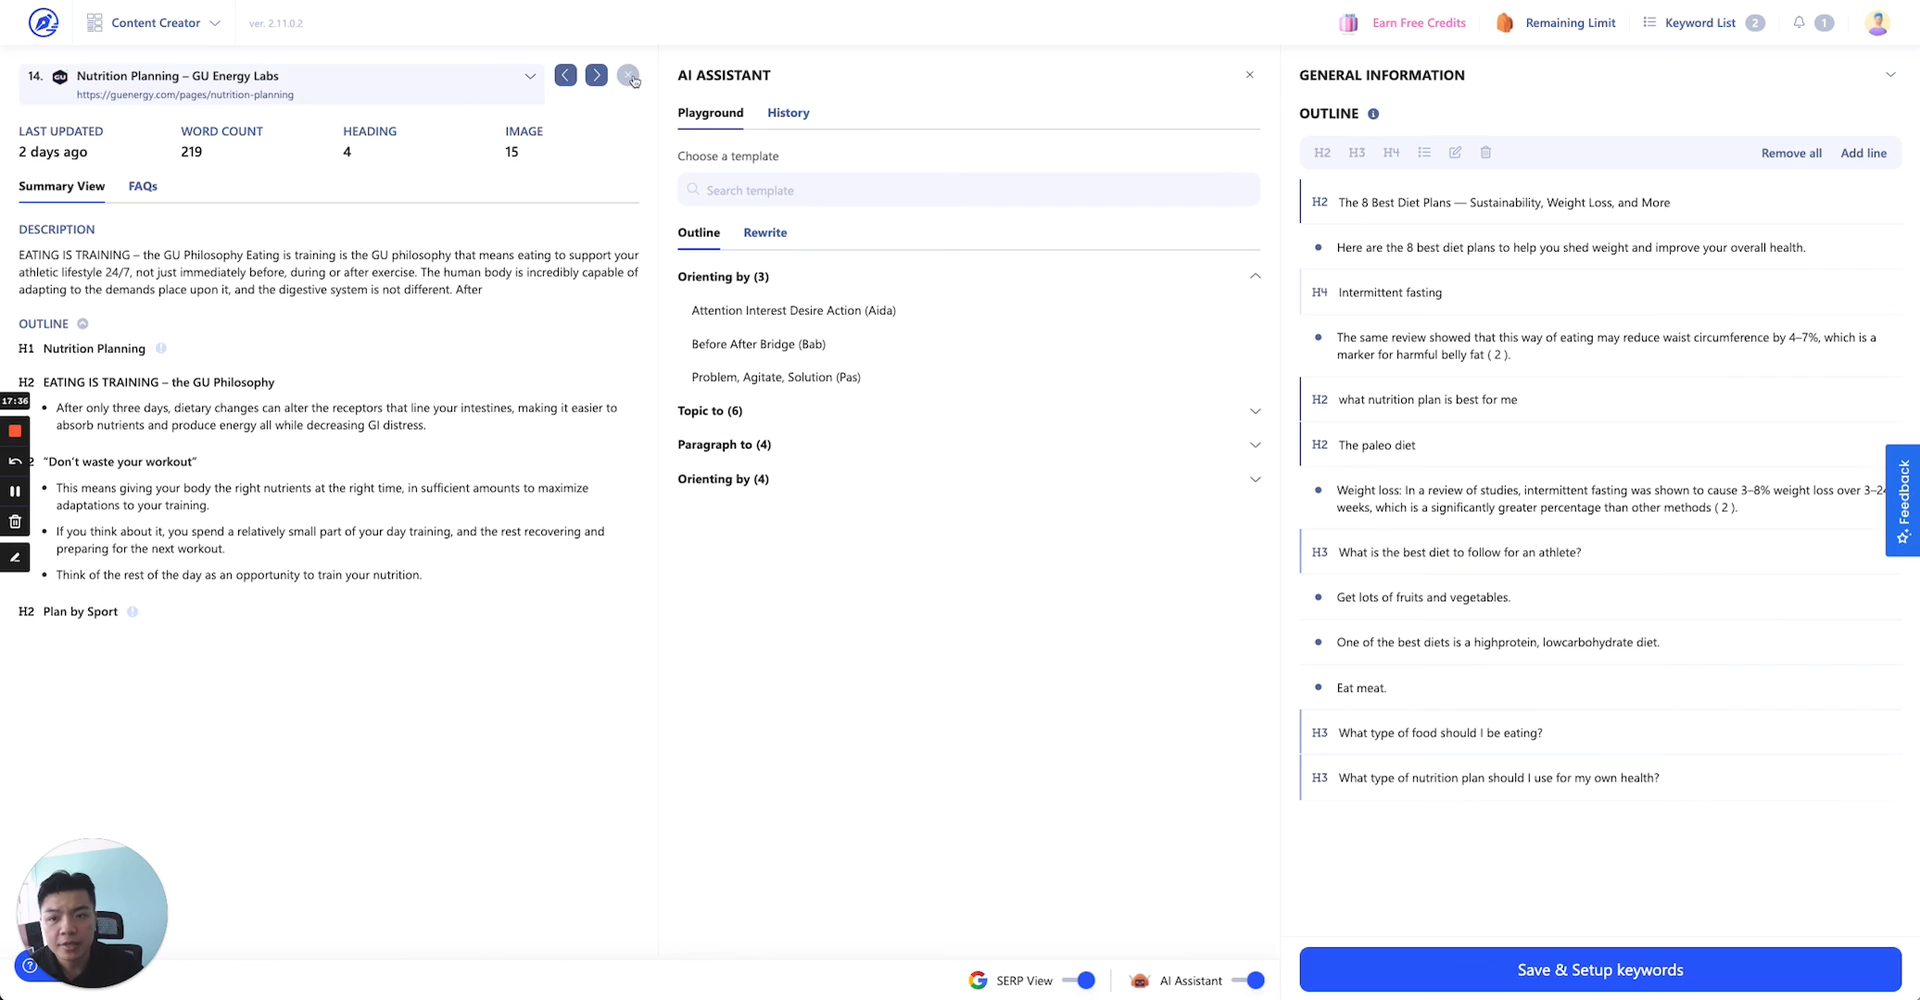 Content Creator
ver. 2.11.0.2
Earn Free Credits
Remaining Limit
Keyword List
2
1
14.
GU
Nutrition Planning – GU Energy Labs
https://guenergy.com/pages/nutrition-planning
LAST UPDATED
WORD COUNT
HEADING
IMAGE
2 days ago
219
4
15
Summary View
FAQs
DESCRIPTION
EATING IS TRAINING – the GU Philosophy Eating is training is the GU philosophy that means eating to support your
athletic lifestyle 24/7, not just immediately before, during or after exercise. The human body is incredibly capable of
adapting to the demands place upon it, and the digestive system is not different. After
OUTLINE
H1 Nutrition Planning
H2 EATING IS TRAINING – the GU Philosophy
17:36
After only three days, dietary changes can alter the receptors that line your intestines, making it easier to
absorb nutrients and produce energy all while decreasing GI distress.
2 “Don’t waste your workout”
This means giving your body the right nutrients at the right time, in sufficient amounts to maximize
adaptations to your training.
If you think about it, you spend a relatively small part of your day training, and the rest recovering and
preparing for the next workout.
Think of the rest of the day as an opportunity to train your nutrition.
H2 Plan by Sport
AI ASSISTANT
Playground
History
Choose a template
Search template
Outline
Rewrite
Orienting by (3)
Attention Interest Desire Action (Aida)
Before After Bridge (Bab)
Problem, Agitate, Solution (Pas)
Topic to (6)
Paragraph to (4)
Orienting by (4)
SERP View
AI Assistant
GENERAL INFORMATION
OUTLINE
H2 H3 H4
Remove all
Add line
H2 The 8 Best Diet Plans — Sustainability, Weight Loss, and More
Here are the 8 best diet plans to help you shed weight and improve your overall health.
H4 Intermittent fasting
The same review showed that this way of eating may reduce waist circumference by 4–7%, which is a
marker for harmful belly fat ( 2 ).
H2 what nutrition plan is best for me
H2 The paleo diet
Weight loss: In a review of studies, intermittent fasting was shown to cause 3–8% weight loss over 3–24
weeks, which is a significantly greater percentage than other methods ( 2 ).
H3 What is the best diet to follow for an athlete?
Get lots of fruits and vegetables.
One of the best diets is a highprotein, lowcarbohydrate diet.
Eat meat.
H3 What type of food should I be eating?
H3 What type of nutrition plan should I use for my own health?
Feedback
Save & Setup keywords